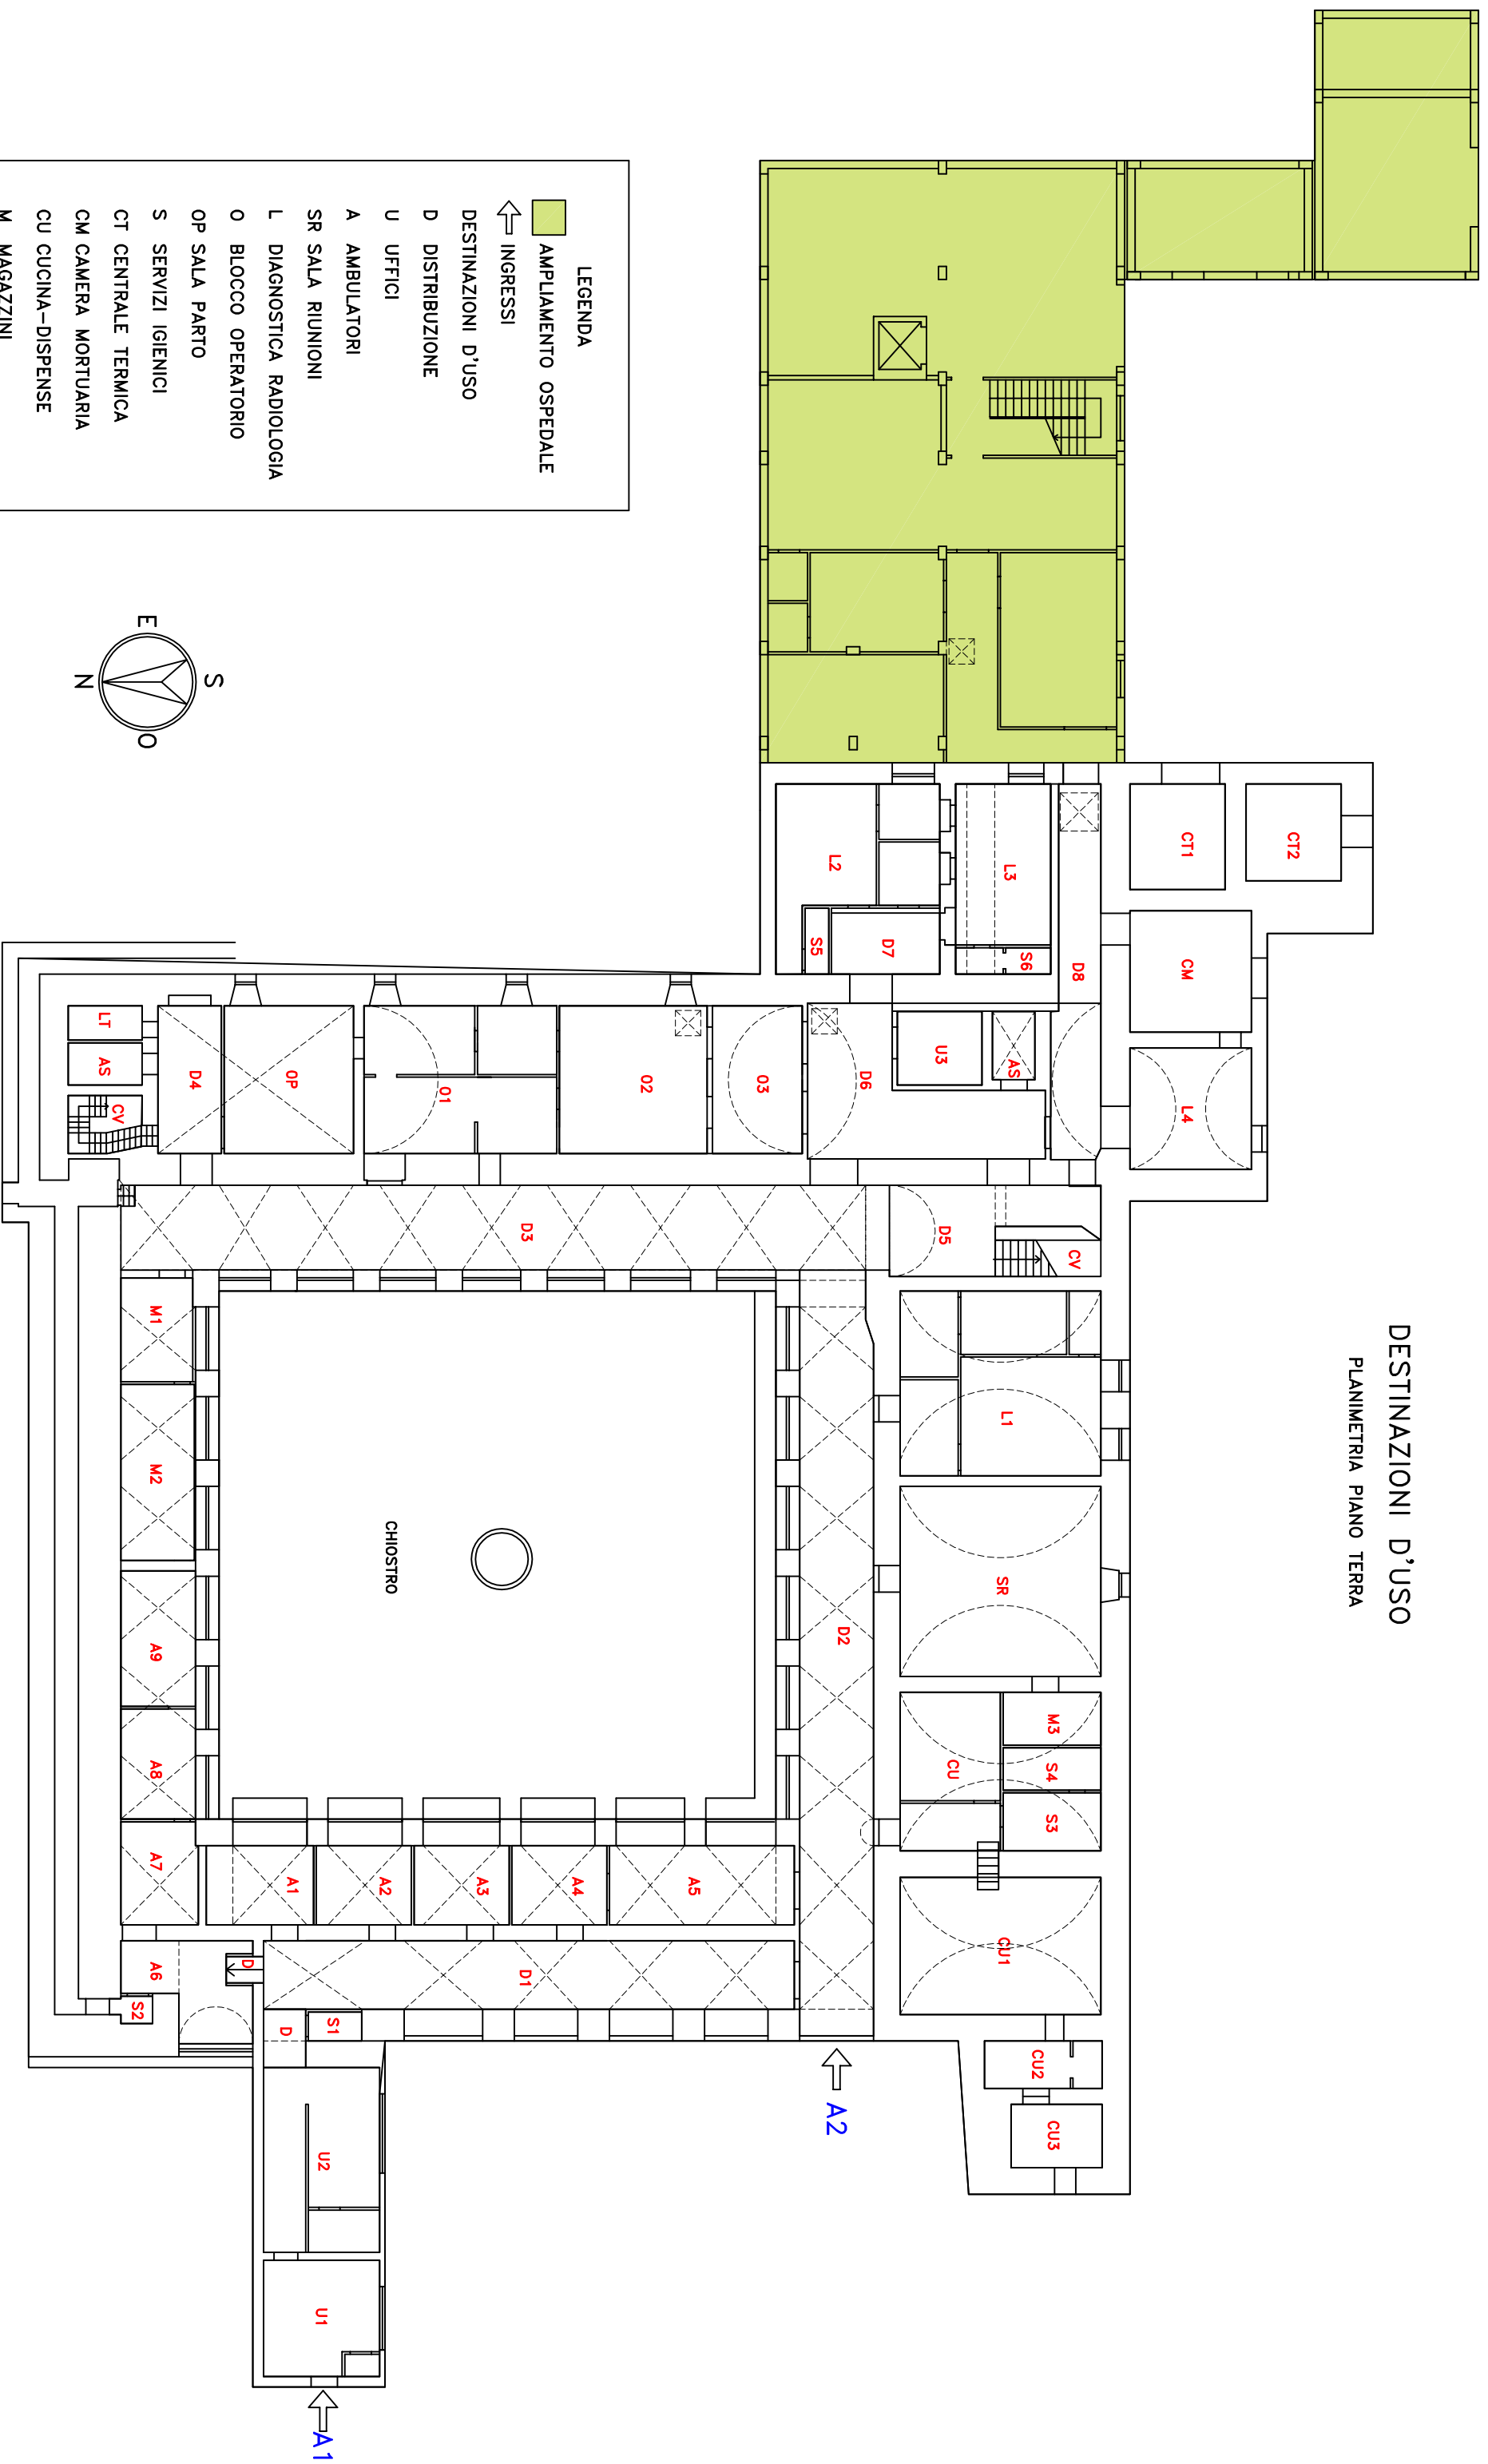 DESTINAZIONI D'USO
PLANIMETRIA PIANO TERRA
LEGENDA
AMPLIAMENTO OSPEDALE
INGRESSI
DESTINAZIONI D'USO
D DISTRIBUZIONE
U UFFICI
A AMBULATORI
SR SALA RIUNIONI
L DIAGNOSTICA RADIOLOGIA
O BLOCCO OPERATORIO
OP SALA PARTO
S SERVIZI IGIENICI
CT CENTRALE TERMICA
CM CAMERA MORTUARIA
CU CUCINA-DISPENSE
M MAGAZZINI
E
S
N
O
CT2
CT1
L3
L2
S5
D7
S6
D8
CM
L4
LT
AS
CV
D4
OP
O1
O2
O3
D6
U3
AS
D3
D5
CV
M1
M2
A9
A8
A7
A6
S2
CHIOSTRO
L1
SR
D2
M3
S4
S3
CU
CU1
CU2
CU3
A1
A2
A3
A4
A5
D1
D
D
S1
U2
U1
A2
A1